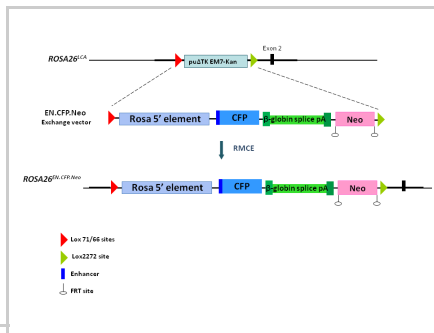 Exon 2
ROSA26LCA
puΔTK EM7-Kan
EN.CFP.Neo
Exchange vector
Rosa 5' element
CFP
β-globin splice pA
Neo
RMCE
ROSA26EN.CFP.Neo
Rosa 5' element
CFP
β-globin splice pA
Neo
Lox 71/66 sites
Lox2272 site
Enhancer
FRT site